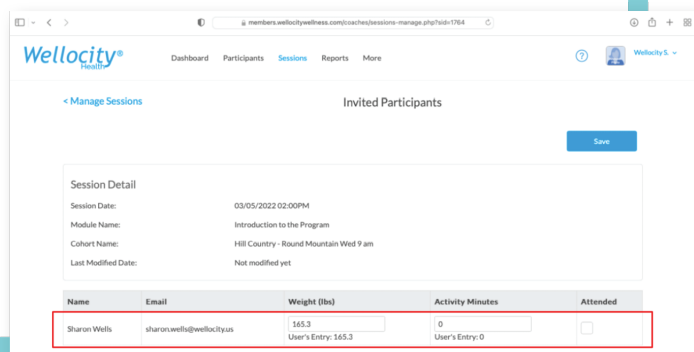 members.wellocitywellness.com/coaches/sessions-manage.php?sid=1764
Wellocity®
Health
Dashboard Participants Sessions Reports More
? Wellocity S.
< Manage Sessions
Invited Participants
Save
Session Detail
Session Date: 03/05/2022 02:00PM
Module Name: Introduction to the Program
Cohort Name: Hill Country - Round Mountain Wed 9 am
Last Modified Date: Not modified yet
Name Email Weight (lbs) Activity Minutes Attended
Sharon Wells sharon.wells@wellocity.us 165.3 0
User's Entry: 165.3 User's Entry: 0